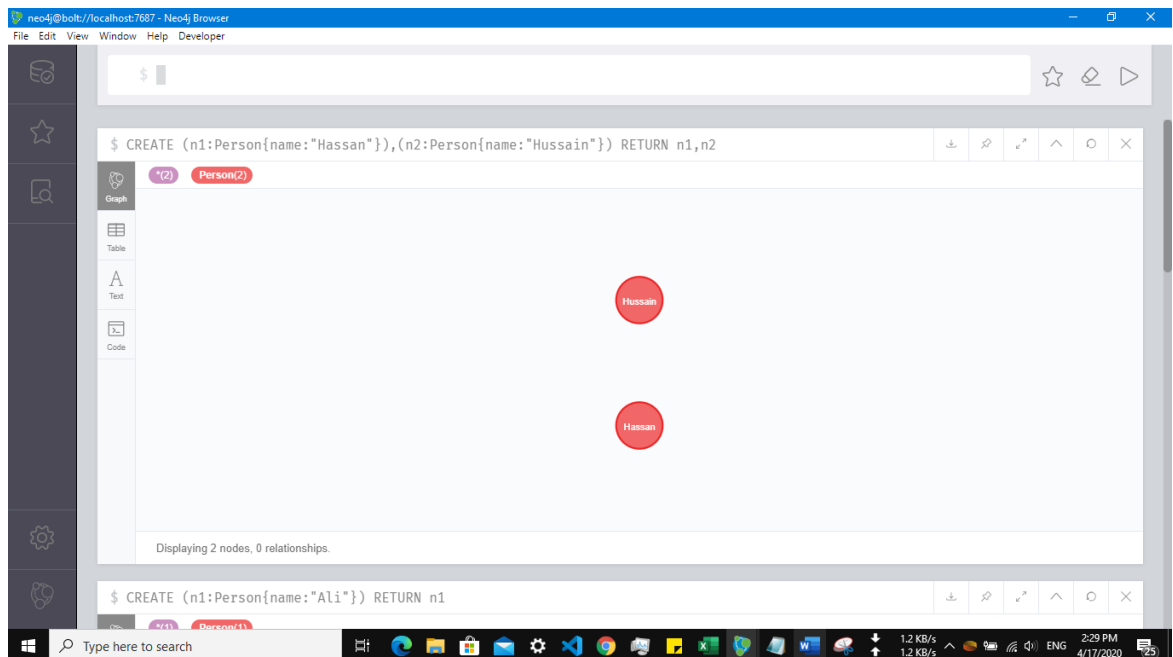 neo4j@bolt://localhost:7687 - Neo4j Browser
File Edit View Window Help Developer
$
$ CREATE (n1:Person{name:"Hassan"}),(n2:Person{name:"Hussain"}) RETURN n1,n2
*(2) Person(2)
Graph
Table
A
Text
Code
Hussain
Hassan
Displaying 2 nodes, 0 relationships.
$ CREATE (n1:Person{name:"Ali"}) RETURN n1
*(1) Person(1)
Type here to search
1.2 KB/s
1.2 KB/s
ENG
2:29 PM
4/17/2020
25